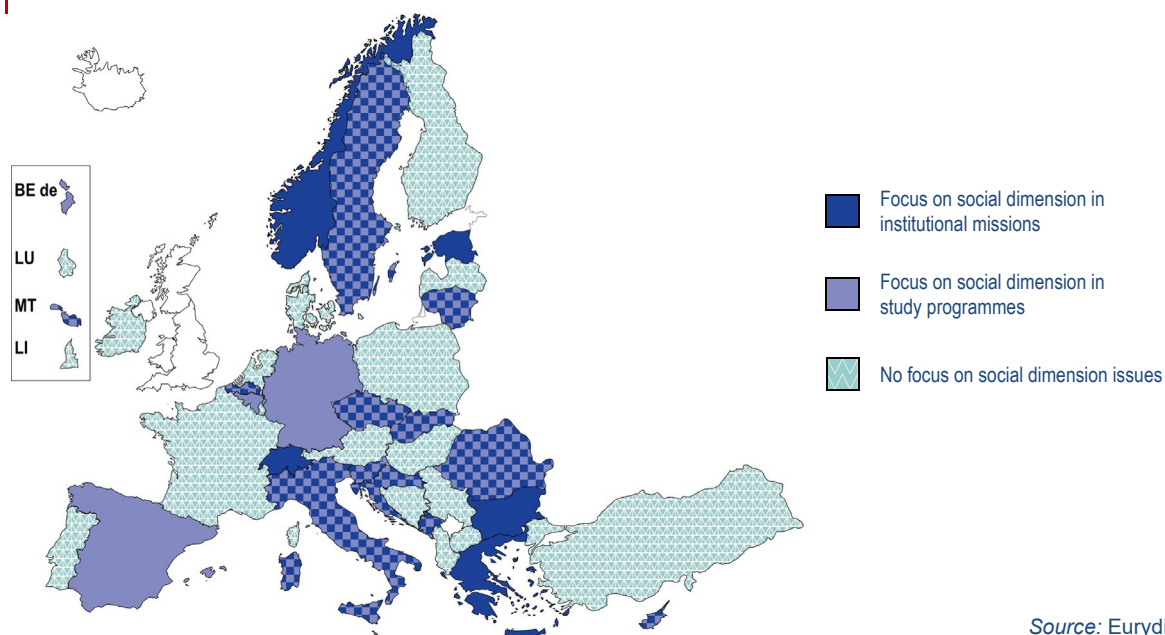 BE de
LU
MT
LI
Focus on social dimension in
institutional missions
Focus on social dimension in
study programmes
No focus on social dimension issues
Source: Eurydi